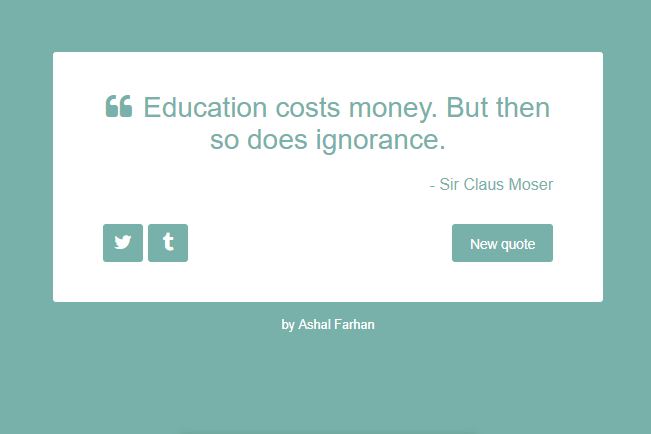 “ Education costs money. But then
so does ignorance.
- Sir Claus Moser
New quote
by Ashal Farhan